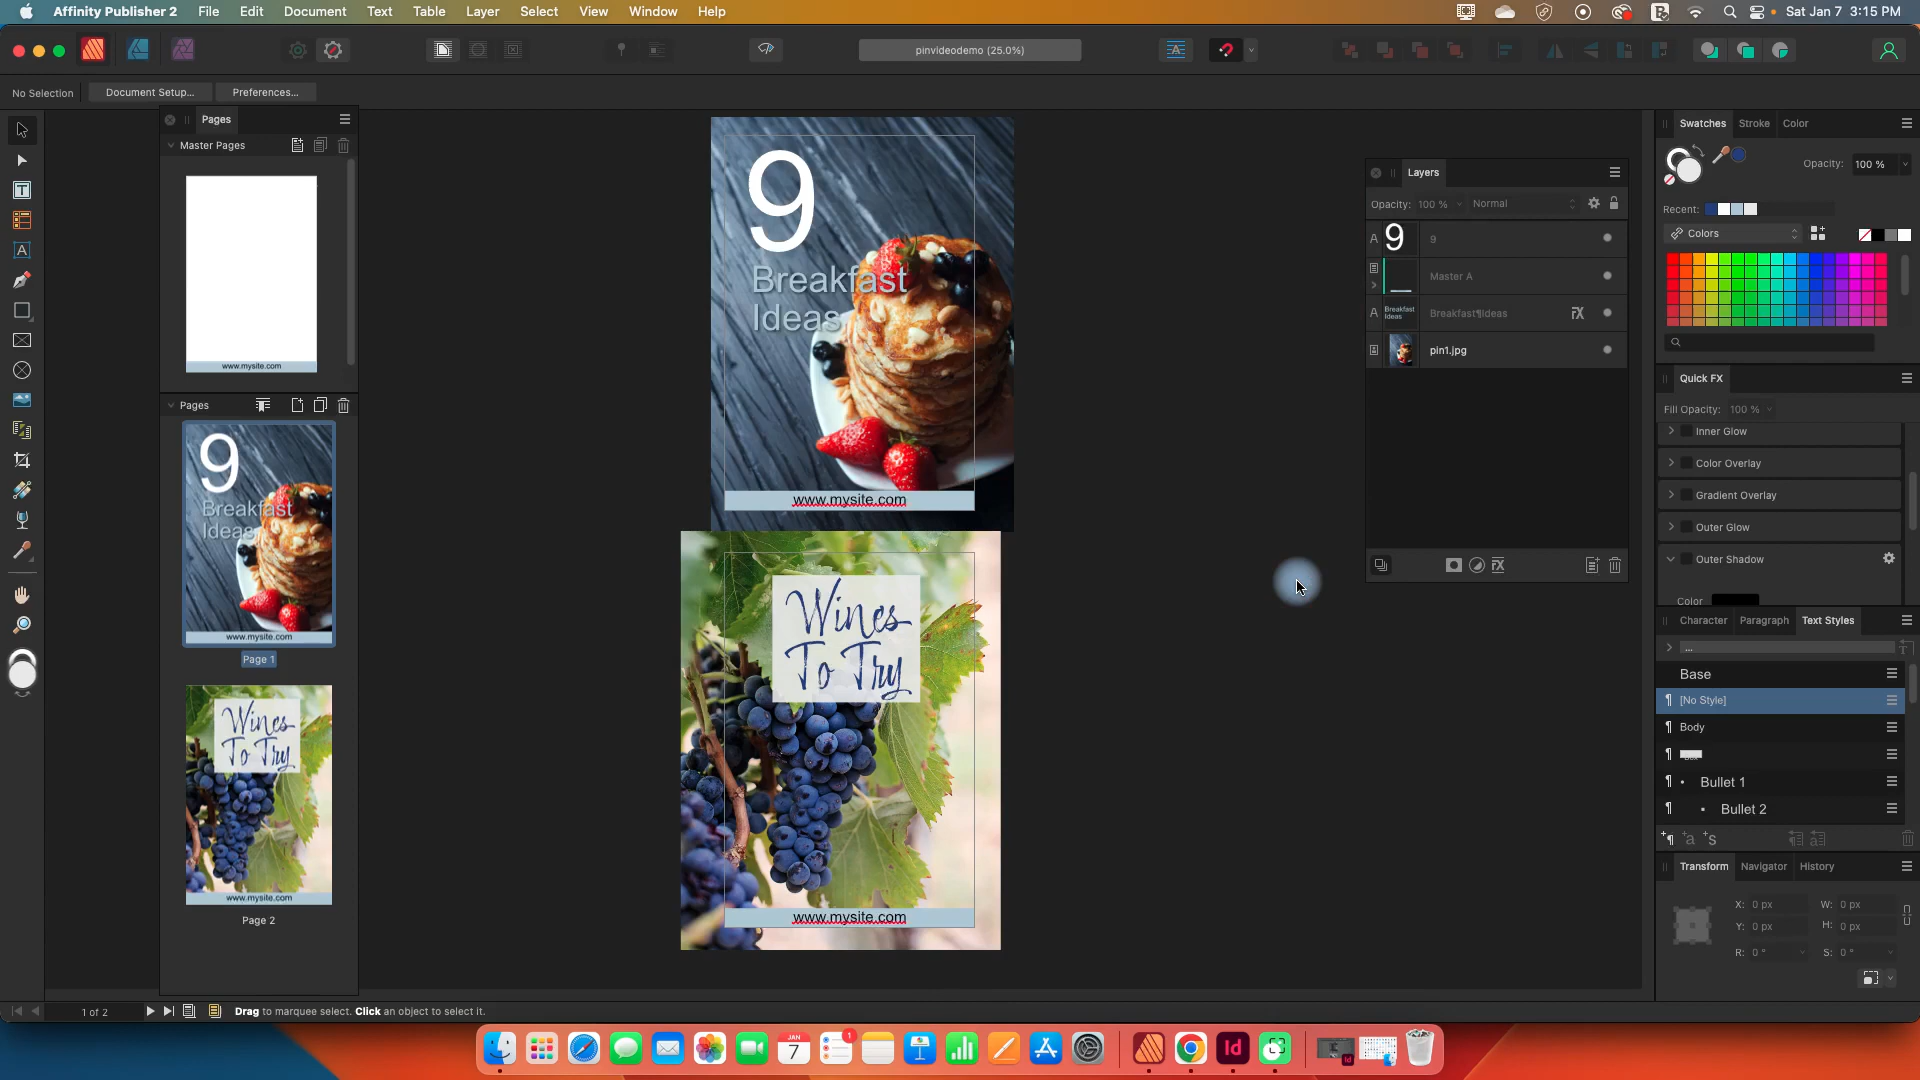 Affinity Publisher 2 File Edit Document Text Table Layer Select View Window Help Sat Jan 7 3:15 PM
pinvideodemo (25.0%)
No Selection Document Setup... Preferences...
Pages
Master Pages
www.mysite.com
Pages
9
Breakfast
Ideas
www.mysite.com
Page 1
Wines
To Try
www.mysite.com
Page 2
9
Breakfast
Ideas
www.mysite.com
Wines
To Try
www.mysite.com
Layers
Opacity: 100 % Normal
A 9 9
Master A
A Breakfast Ideas Breakfast¶Ideas
pin1.jpg
Swatches Stroke Color
Opacity: 100 %
Recent:
Colors
Quick FX
Fill Opacity: 100 %
Inner Glow
Color Overlay
Gradient Overlay
Outer Glow
Outer Shadow
Color
Character Paragraph Text Styles
...
Base
¶ [No Style]
¶ Body
¶
¶ • Bullet 1
¶ • Bullet 2
Transform Navigator History
X: 0 px W: 0 px
Y: 0 px H: 0 px
R: 0 ° S: 0 °
1 of 2 Drag to marquee select. Click an object to select it.
JAN
7
1
Id